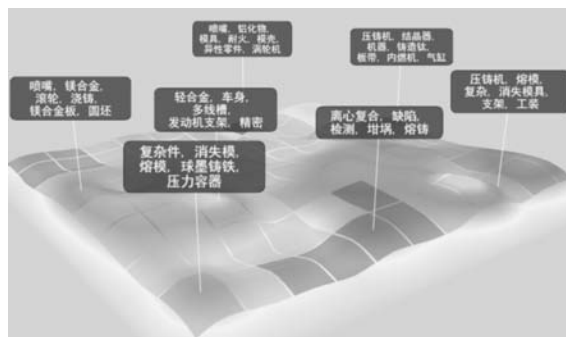 喷嘴，铝化物，
模具，耐火，模壳，
异性零件，涡轮机
压铸机，结晶器，
机器，铸造钛，
板带，内燃机，气缸
喷嘴，镁合金，
滚轮，浇铸，
镁合金板，圆坯
轻合金，车身，
多线槽，
发动机支架，精密
离心复合，缺陷，
检测，坩埚，熔铸
压铸机，熔模，
复杂，消失模具，
支架，工装
复杂件，消失模，
熔模，球墨铸铁，
压力容器